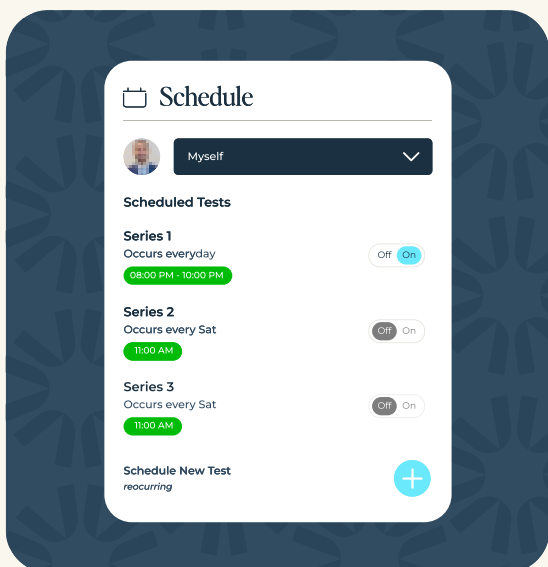 Schedule
Myself
Scheduled Tests
Series 1
Occurs everyday
Off On
08:00 PM - 10:00 PM
Series 2
Occurs every Sat
Off On
11:00 AM
Series 3
Occurs every Sat
Off On
11:00 AM
Schedule New Test
reocurring